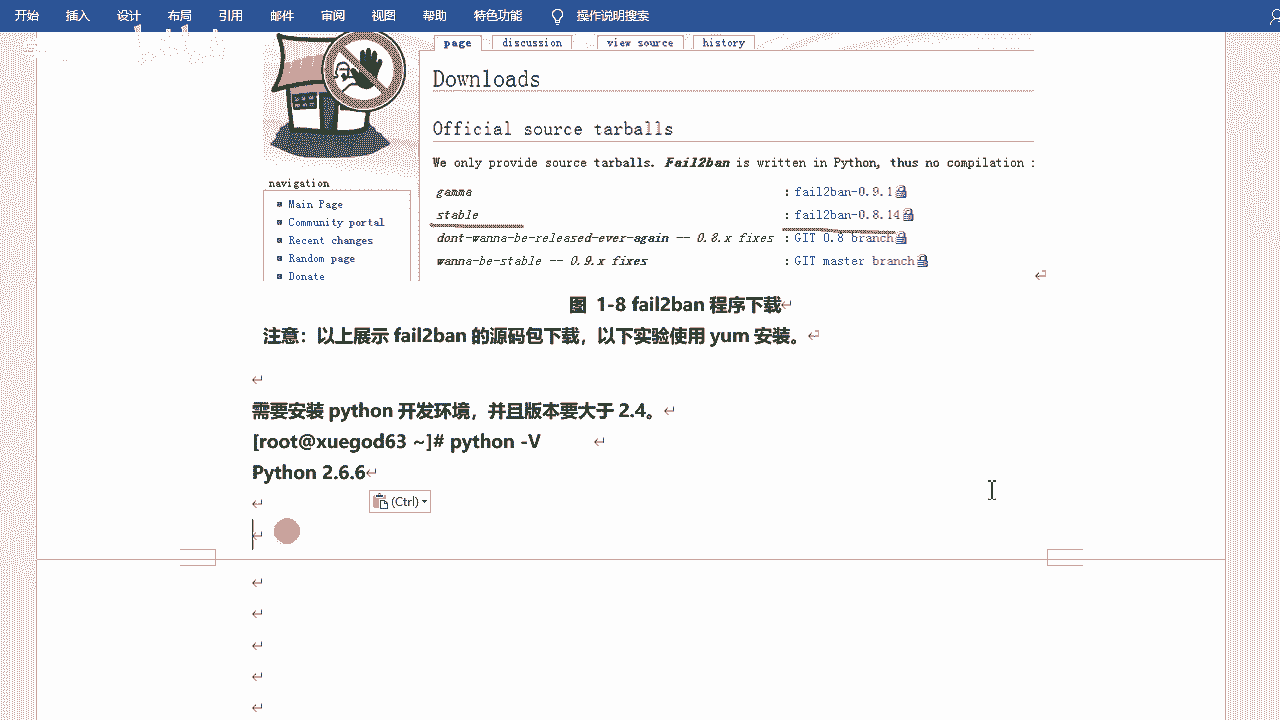 开始 插入 设计 布局 引用 邮件 审阅 视图 帮助 特色功能 操作说明搜索
page discussion view source history
Downloads
Official source tarballs
We only provide source tarballs. Fail2ban is written in Python, thus no compilation :
gamma : fail2ban-0.9.1
stable : fail2ban-0.8.14
dont-wanna-be-released-ever-again -- 0.8.x fixes : GIT 0.8 branch
wanna-be-stable -- 0.9.x fixes : GIT master branch
navigation
Main Page
Community portal
Recent changes
Random page
Donate
图 1-8 fail2ban 程序下载
注意：以上展示 fail2ban 的源码包下载，以下实验使用 yum 安装。
需要安装 python 开发环境，并且版本要大于 2.4。
[root@xuegod63 ~]# python -V
Python 2.6.6
(Ctrl)